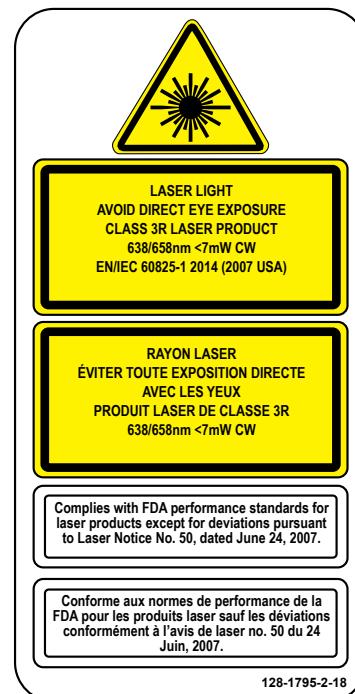 LASER LIGHT
AVOID DIRECT EYE EXPOSURE
CLASS 3R LASER PRODUCT
638/658nm <7mW CW
EN/IEC 60825-1 2014 (2007 USA)
RAYON LASER
ÉVITER TOUTE EXPOSITION DIRECTE
AVEC LES YEUX
PRODUIT LASER DE CLASSE 3R
638/658nm <7mW CW
Complies with FDA performance standards for
laser products except for deviations pursuant
to Laser Notice No. 50, dated June 24, 2007.
Conforme aux normes de performance de la
FDA pour les produits laser sauf les déviations
conformément à l'avis de laser no. 50 du 24
Juin, 2007.
128-1795-2-18